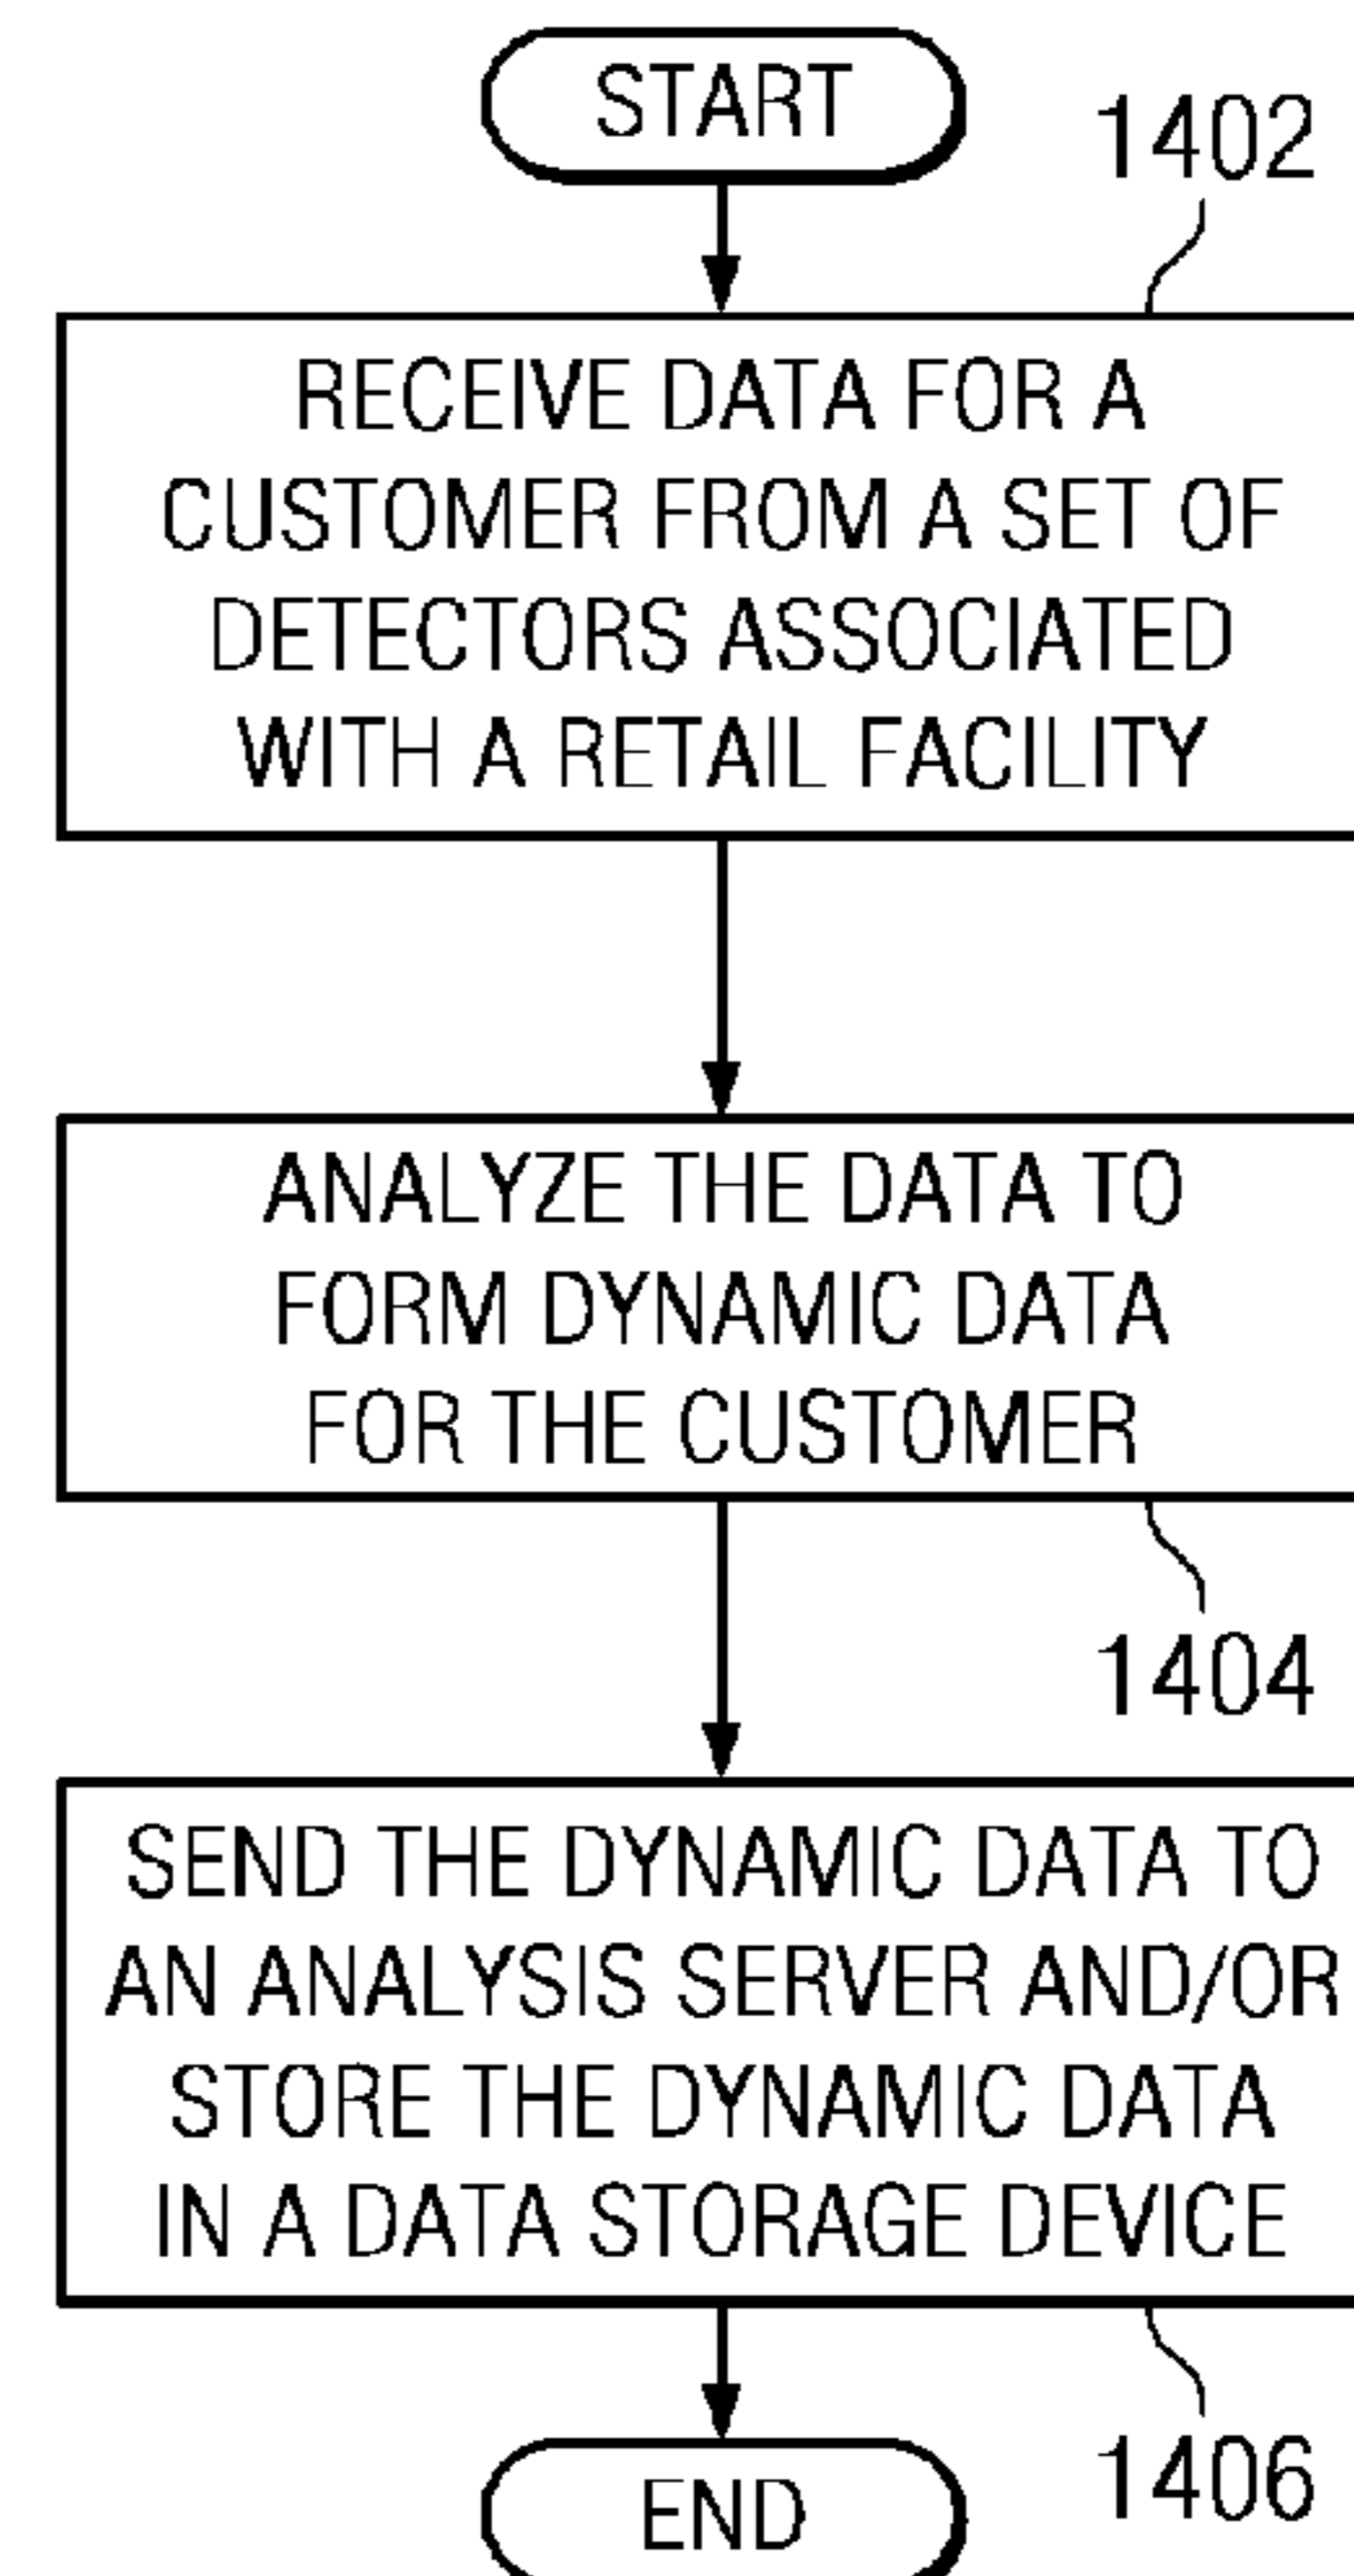 START
1402
RECEIVE DATA FOR A
CUSTOMER FROM A SET OF
DETECTORS ASSOCIATED
WITH A RETAIL FACILITY
ANALYZE THE DATA TO
FORM DYNAMIC DATA
FOR THE CUSTOMER
1404
SEND THE DYNAMIC DATA TO
AN ANALYSIS SERVER AND/OR
STORE THE DYNAMIC DATA
IN A DATA STORAGE DEVICE
1406
END